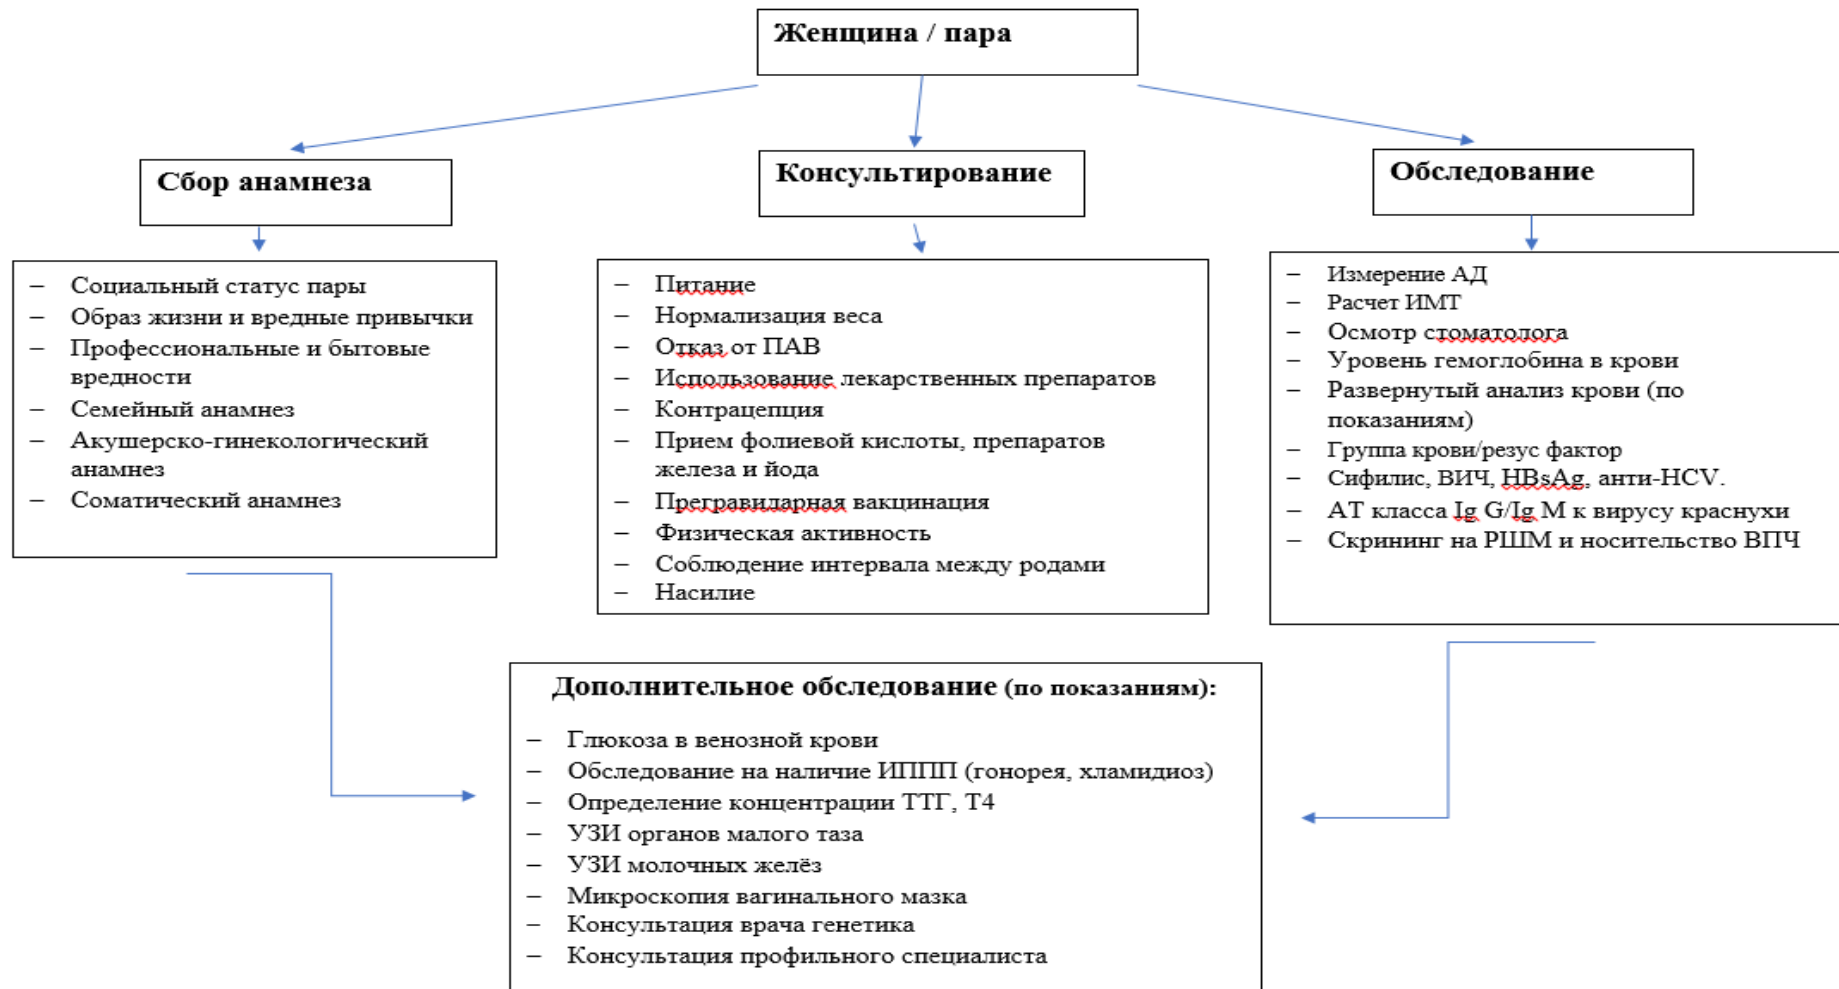 Женщина / пара
Сбор анамнеза
Консультирование
Обследование
– Социальный статус пары
– Образ жизни и вредные привычки
– Профессиональные и бытовые
вредности
– Семейный анамнез
– Акушерско-гинекологический
анамнез
– Соматический анамнез
– Питание
– Нормализация веса
– Отказ от ПАВ
– Использование лекарственных препаратов
– Контрацепция
– Прием фолиевой кислоты, препаратов
железа и йода
– Прегравидарная вакцинация
– Физическая активность
– Соблюдение интервала между родами
– Насилие
– Измерение АД
– Расчет ИМТ
– Осмотр стоматолога
– Уровень гемоглобина в крови
– Развернутый анализ крови (по
показаниям)
– Группа крови/резус фактор
– Сифилис, ВИЧ, HBsAg, анти-HCV.
– АТ класса Ig G/Ig M к вирусу краснухи
– Скрининг на РШМ и носительство ВПЧ
Дополнительное обследование (по показаниям):
– Глюкоза в венозной крови
– Обследование на наличие ИППП (гонорея, хламидиоз)
– Определение концентрации ТТГ, Т4
– УЗИ органов малого таза
– УЗИ молочных желёз
– Микроскопия вагинального мазка
– Консультация врача генетика
– Консультация профильного специалиста